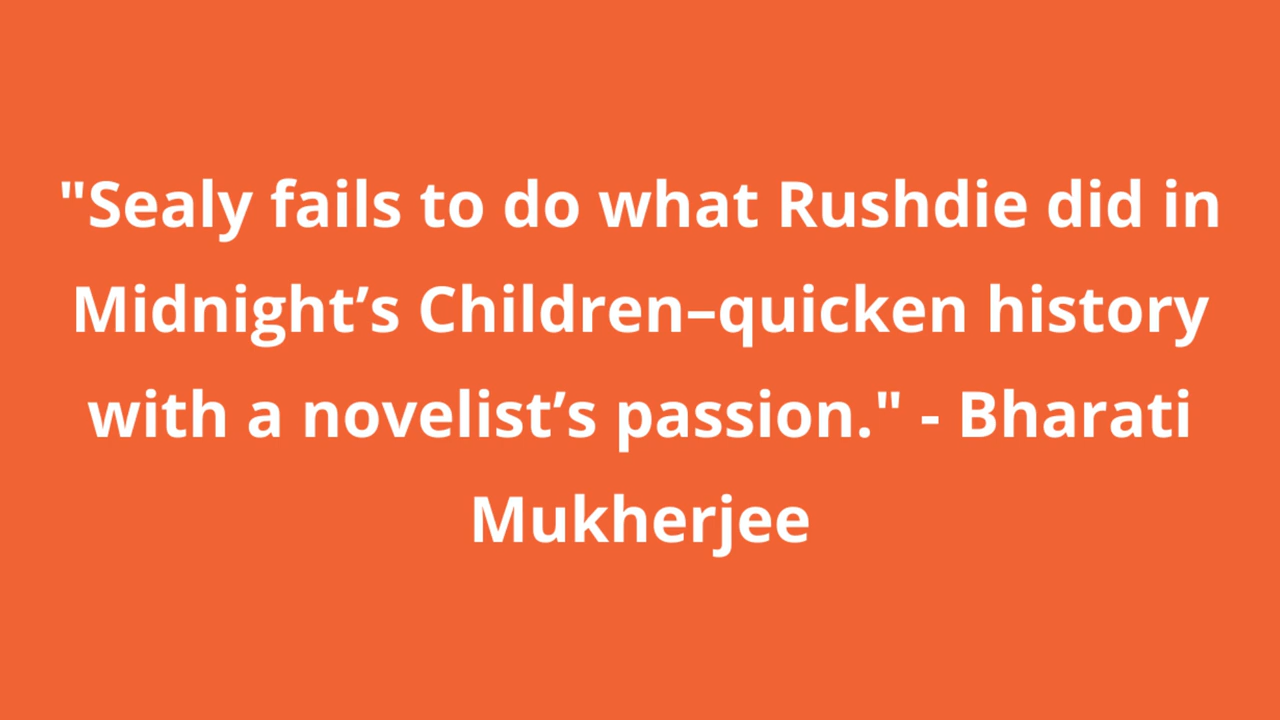 "Sealy fails to do what Rushdie did in
Midnight’s Children–quicken history
with a novelist’s passion." - Bharati
Mukherjee